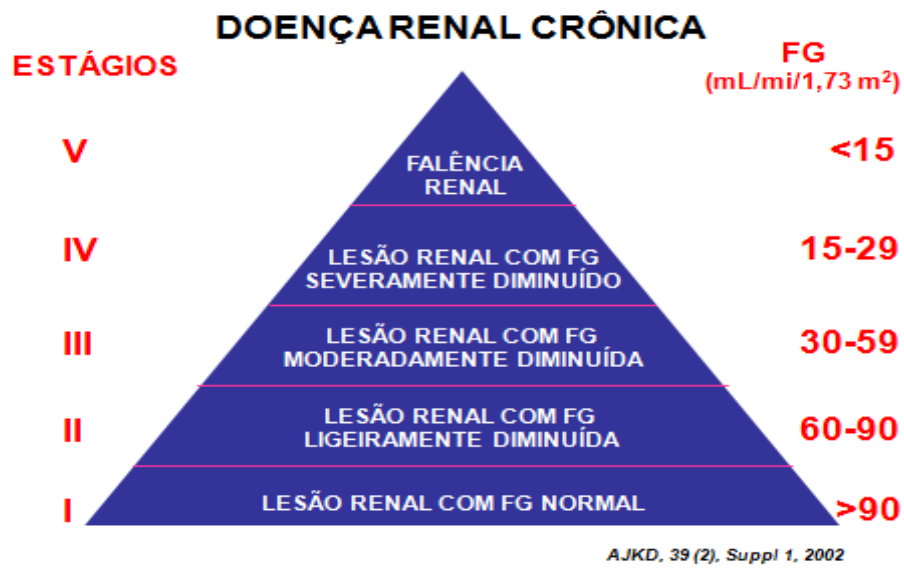 DOENÇA RENAL CRÔNICA
ESTÁGIOS
FG
(mL/mi/1,73 m²)
V
FALÊNCIA
RENAL
<15
IV
LESÃO RENAL COM FG
SEVERAMENTE DIMINUÍDO
15-29
III
LESÃO RENAL COM FG
MODERADAMENTE DIMINUÍDA
30-59
II
LESÃO RENAL COM FG
LIGEIRAMENTE DIMINUÍDA
60-90
I
LESÃO RENAL COM FG NORMAL
>90
AJKD, 39 (2), Suppl 1, 2002